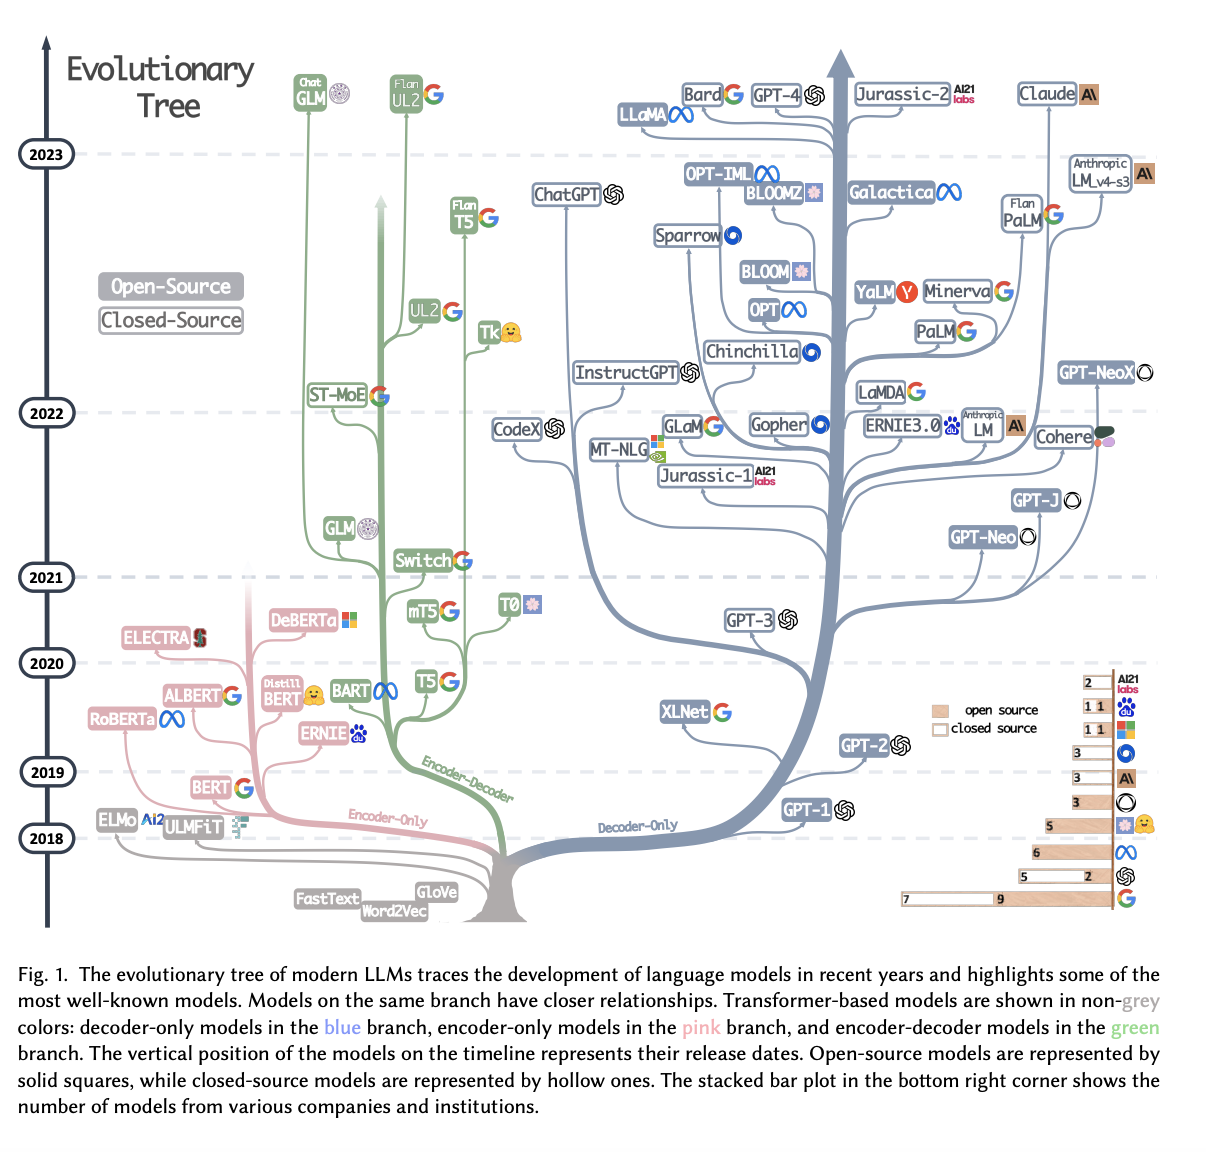 Evolutionary
Tree
Chat
GLM
Flan
UL2
Bard
GPT-4
Jurassic-2
AI21
labs
Claude
A\
LLaMA
2023
OPT-IML
Anthropic
LM_v4-s3
A\
ChatGPT
BLOOMZ
Galactica
Flan
T5
Flan
PaLM
Sparrow
BLOOM
Open-Source
YaLM
Y
Minerva
UL2
OPT
Closed-Source
Tk
PaLM
Chinchilla
InstructGPT
GPT-NeoX
ST-MoE
LaMDA
2022
CodeX
GLaM
Gopher
ERNIE3.0
du
Anthropic
LM
A\
Cohere
MT-NLG
Jurassic-1
AI21
labs
GPT-J
GLM
GPT-Neo
Switch
2021
mT5
T0
DeBERTa
GPT-3
ELECTRA
2020
T5
AI21
labs
2
Distill
BERT
BART
ALBERT
RoBERTa
XLNet
open source
1 1
du
ERNIE
du
closed source
1 1
GPT-2
3
2019
Encoder-Decoder
3
A\
BERT
3
GPT-1
ELMo
AI2
ULMFiT
Encoder-Only
Decoder-Only
5
2018
6
5 2
FastText
Word2Vec
GloVe
7 9
Fig. 1. The evolutionary tree of modern LLMs traces the development of language models in recent years and highlights some of the
most well-known models. Models on the same branch have closer relationships. Transformer-based models are shown in non-grey
colors: decoder-only models in the blue branch, encoder-only models in the pink branch, and encoder-decoder models in the green
branch. The vertical position of the models on the timeline represents their release dates. Open-source models are represented by
solid squares, while closed-source models are represented by hollow ones. The stacked bar plot in the bottom right corner shows the
number of models from various companies and institutions.